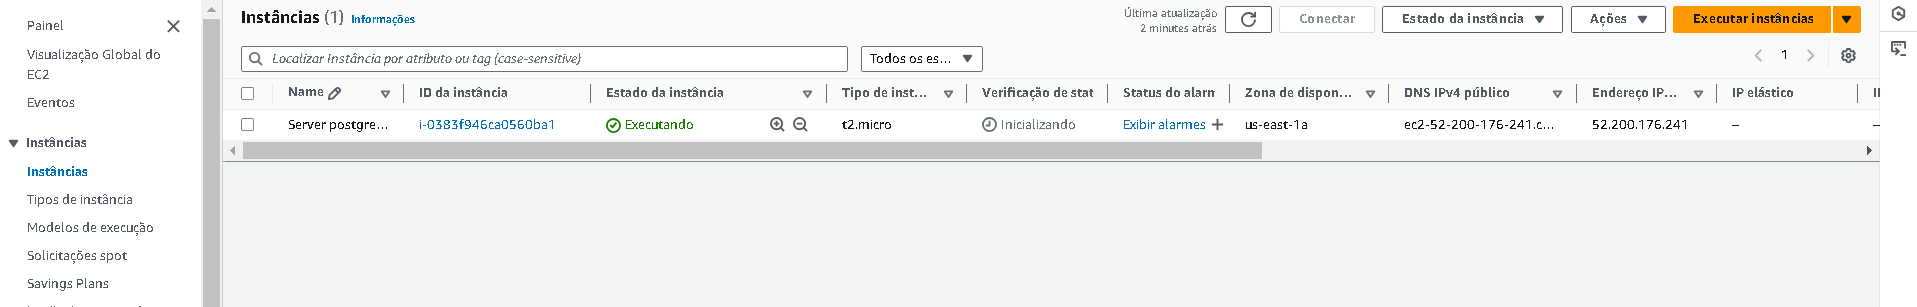 Painel
Visualização Global do
EC2
Eventos
Instâncias
Instâncias
Tipos de instância
Modelos de execução
Solicitações spot
Savings Plans
Instâncias (1) Informações
Última atualização
2 minutes atrás
Conectar
Estado da instância
Ações
Executar instâncias
Localizar Instância por atributo ou tag (case-sensitive)
Todos os es...
1
Name ID da instância Estado da instância Tipo de inst... Verificação de stat Status do alarm Zona de dispon... DNS IPv4 público Endereço IP... IP elástico
Server postgre... i-0383f946ca0560ba1 Executando t2.micro Inicializando Exibir alarmes + us-east-1a ec2-52-200-176-241.c... 52.200.176.241 – –